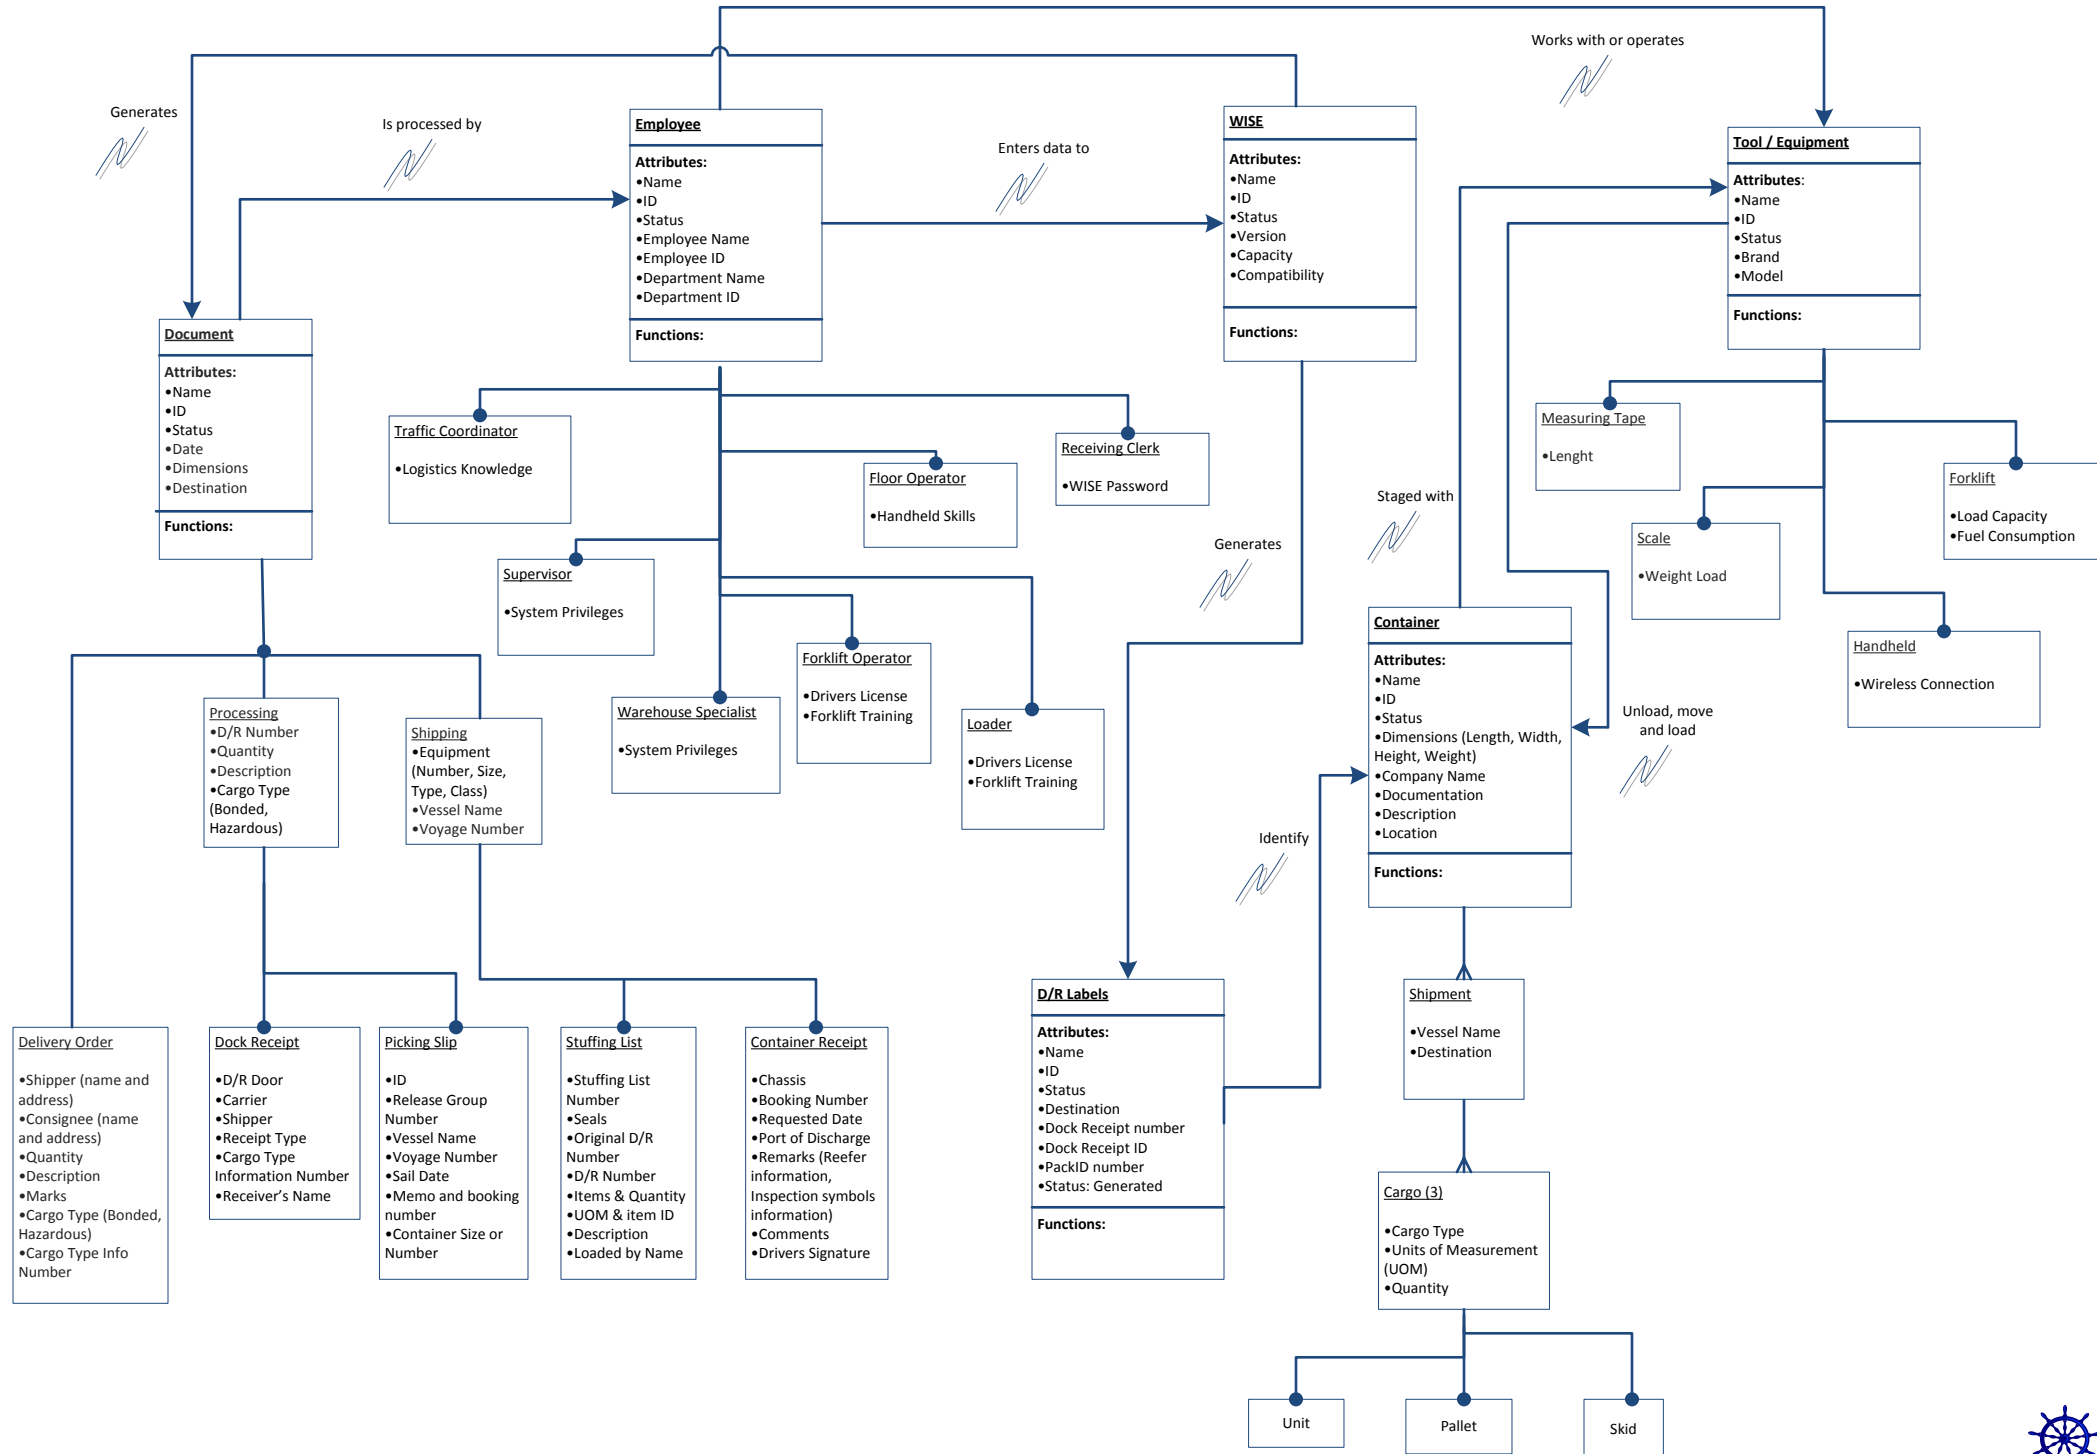 Works with or operates
Generates
Is processed by
Enters data to
Employee
Attributes:
•Name
•ID
•Status
•Employee Name
•Employee ID
•Department Name
•Department ID
Functions:
WISE
Attributes:
•Name
•ID
•Status
•Version
•Capacity
•Compatibility
Functions:
Tool / Equipment
Attributes:
•Name
•ID
•Status
•Brand
•Model
Functions:
Document
Attributes:
•Name
•ID
•Status
•Date
•Dimensions
•Destination
Functions:
Traffic Coordinator
•Logistics Knowledge
Receiving Clerk
•WISE Password
Floor Operator
•Handheld Skills
Supervisor
•System Privileges
Forklift Operator
•Drivers License
•Forklift Training
Warehouse Specialist
•System Privileges
Loader
•Drivers License
•Forklift Training
Measuring Tape
•Lenght
Forklift
•Load Capacity
•Fuel Consumption
Scale
•Weight Load
Handheld
•Wireless Connection
Staged with
Generates
Unload, move
and load
Identify
Container
Attributes:
•Name
•ID
•Status
•Dimensions (Length, Width,
Height, Weight)
•Company Name
•Documentation
•Description
•Location
Functions:
Processing
•D/R Number
•Quantity
•Description
•Cargo Type
(Bonded,
Hazardous)
Shipping
•Equipment
(Number, Size,
Type, Class)
•Vessel Name
•Voyage Number
Delivery Order
•Shipper (name and
address)
•Consignee (name
and address)
•Quantity
•Description
•Marks
•Cargo Type (Bonded,
Hazardous)
•Cargo Type Info
Number
Dock Receipt
•D/R Door
•Carrier
•Shipper
•Receipt Type
•Cargo Type
Information Number
•Receiver’s Name
Picking Slip
•ID
•Release Group
Number
•Vessel Name
•Voyage Number
•Sail Date
•Memo and booking
number
•Container Size or
Number
Stuffing List
•Stuffing List
Number
•Seals
•Original D/R
Number
•D/R Number
•Items & Quantity
•UOM & item ID
•Description
•Loaded by Name
Container Receipt
•Chassis
•Booking Number
•Requested Date
•Port of Discharge
•Remarks (Reefer
information,
Inspection symbols
information)
•Comments
•Drivers Signature
D/R Labels
Attributes:
•Name
•ID
•Status
•Destination
•Dock Receipt number
•Dock Receipt ID
•PackID number
•Status: Generated
Functions:
Shipment
•Vessel Name
•Destination
Cargo (3)
•Cargo Type
•Units of Measurement
(UOM)
•Quantity
Unit
Pallet
Skid